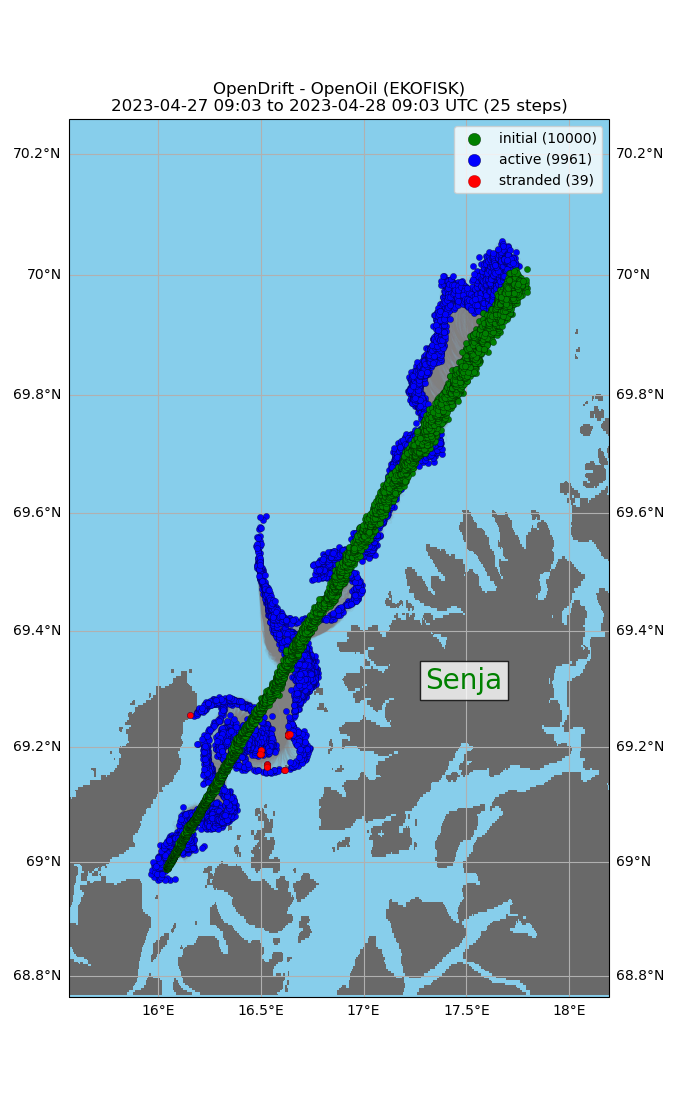 OpenDrift - OpenOil (EKOFISK)
2023-04-27 09:03 to 2023-04-28 09:03 UTC (25 steps)
initial (10000)
active (9961)
stranded (39)
70.2°N 70.2°N
70°N 70°N
69.8°N 69.8°N
69.6°N 69.6°N
69.4°N 69.4°N
Senja
69.2°N 69.2°N
69°N 69°N
68.8°N 68.8°N
16°E 16.5°E 17°E 17.5°E 18°E